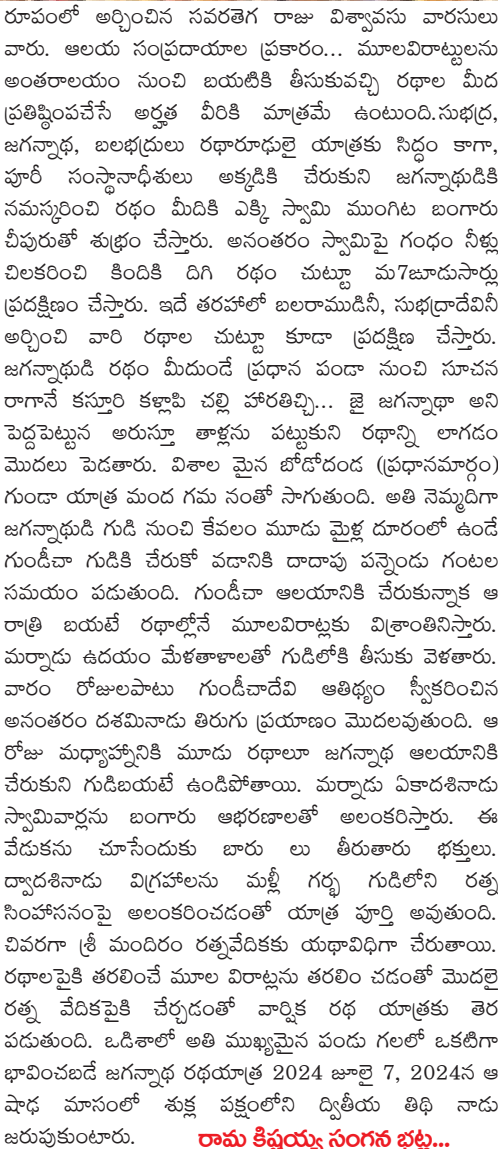 రూపంలో అర్చించిన సవరతెగ రాజు విశ్వావసు వారసులు
వారు. ఆలయ సంప్రదాయాల ప్రకారం... మూలవిరాట్టులను
అంతరాలయం నుంచి బయటికి తీసుకువచ్చి రథాల మీద
ప్రతిష్ఠింపచేసే అర్హత వీరికి మాత్రమే ఉంటుంది.సుభద్ర,
జగన్నాథ, బలభద్రులు రథారూఢులై యాత్రకు సిద్ధం కాగా,
పూరీ సంస్థానాధీశులు అక్కడికి చేరుకుని జగన్నాథుడికి
నమస్కరించి రథం మీదికి ఎక్కి స్వామి ముంగిట బంగారు
చీపురుతో శుభ్రం చేస్తారు. అనంతరం స్వామిపై గంధం నీళ్లు
చిలకరించి కిందికి దిగి రథం చుట్టూ మ7జూడుసార్లు
ప్రదక్షిణం చేస్తారు. ఇదే తరహాలో బలరాముడినీ, సుభద్రాదేవినీ
అర్చించి వారి రథాల చుట్టూ కూడా ప్రదక్షిణ చేస్తారు.
జగన్నాథుడి రథం మీదుండే ప్రధాన పండా నుంచి సూచన
రాగానే కస్తూరి కళ్లాపి చల్లి హారతిచ్చి... జై జగన్నాథా అని
పెద్దపెట్టున అరుస్తూ తాళ్లను పట్టుకుని రథాన్ని లాగడం
మొదలు పెడతారు. విశాల మైన బోడోదండ (ప్రధానమార్గం)
గుండా యాత్ర మంద గమ నంతో సాగుతుంది. అతి నెమ్మదిగా
జగన్నాథుడి గుడి నుంచి కేవలం మూడు మైళ్ల దూరంలో ఉండే
గుండీచా గుడికి చేరుకో వడానికి దాదాపు పన్నెండు గంటల
సమయం పడుతుంది. గుండీచా ఆలయానికి చేరుకున్నాక ఆ
రాత్రి బయటే రథాల్లోనే మూలవిరాట్లకు విశ్రాంతినిస్తారు.
మర్నాడు ఉదయం మేళతాళాలతో గుడిలోకి తీసుకు వెళతారు.
వారం రోజులపాటు గుండీచాదేవి ఆతిథ్యం స్వీకరించిన
అనంతరం దశమినాడు తిరుగు ప్రయాణం మొదలవుతుంది. ఆ
రోజు మధ్యాహ్నానికి మూడు రథాలూ జగన్నాథ ఆలయానికి
చేరుకుని గుడిబయటే ఉండిపోతాయి. మర్నాడు ఏకాదశినాడు
స్వామివార్లను బంగారు ఆభరణాలతో అలంకరిస్తారు. ఈ
వేడుకను చూసేందుకు బారు లు తీరుతారు భక్తులు.
ద్వాదశినాడు విగ్రహాలను మళ్లీ గర్భ గుడిలోని రత్న
సింహాసనంపై అలంకరించడంతో యాత్ర పూర్తి అవుతుంది.
చివరగా శ్రీ మందిరం రత్నవేదికకు యథావిధిగా చేరుతాయి.
రథాలపైకి తరలించే మూల విరాట్లను తరలిం చడంతో మొదలై
రత్న వేదికపైకి చేర్చడంతో వార్షిక రథ యాత్రకు తెర
పడుతుంది. ఒడిశాలో అతి ముఖ్యమైన పండు గలలో ఒకటిగా
భావించబడే జగన్నాథ రథయాత్ర 2024 జూలై 7, 2024న ఆ
షాఢ మాసంలో శుక్ల పక్షంలోని ద్వితీయ తిథి నాడు
జరుపుకుంటారు. రామ కిష్టయ్య సంగన భట్ల...